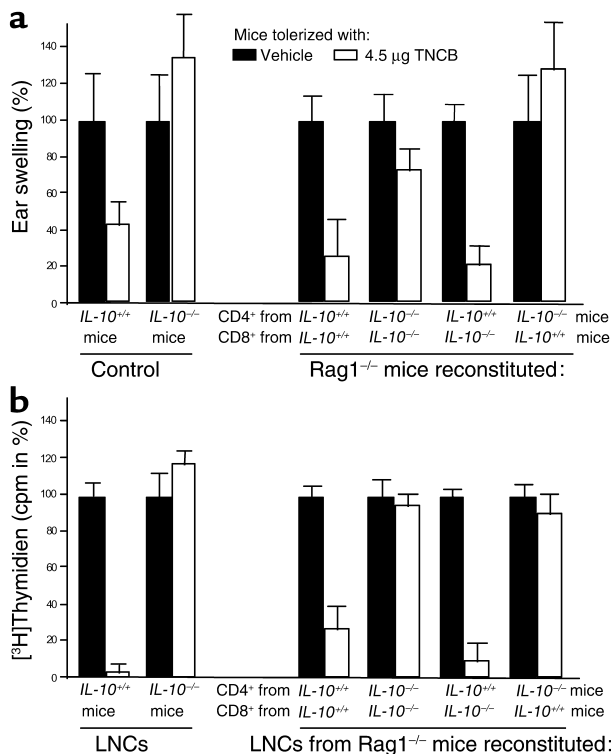 a
Mice tolerized with:
Vehicle 4.5 µg TNCB
Ear swelling (%)
140
120
100
80
60
40
20
0
IL-10+/+ IL-10–/– CD4+ from IL-10+/+ IL-10–/– IL-10+/+ IL-10–/– mice
mice mice CD8+ from IL-10+/+ IL-10–/– IL-10–/– IL-10+/+ mice
Control Rag1–/– mice reconstituted:
b
[3H]Thymidien (cpm in %)
140
120
100
80
60
40
20
0
IL-10+/+ IL-10–/– CD4+ from IL-10+/+ IL-10–/– IL-10+/+ IL-10–/– mice
mice mice CD8+ from IL-10+/+ IL-10–/– IL-10–/– IL-10+/+ mice
LNCs LNCs from Rag1–/– mice reconstituted: